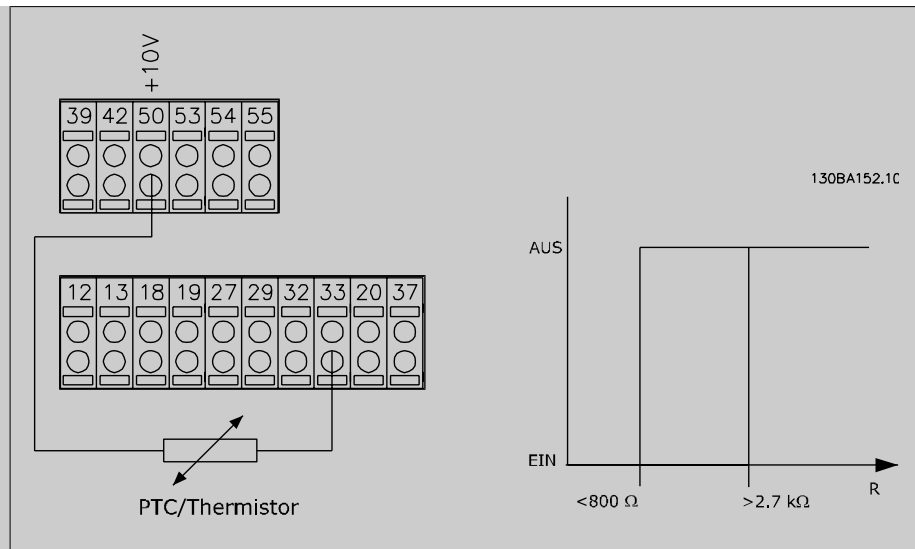 +10V
39 42 50 53 54 55
130BA152.10
AUS
12 13 18 19 27 29 32 33 20 37
EIN
R
<800 Ω
>2.7 kΩ
PTC/Thermistor